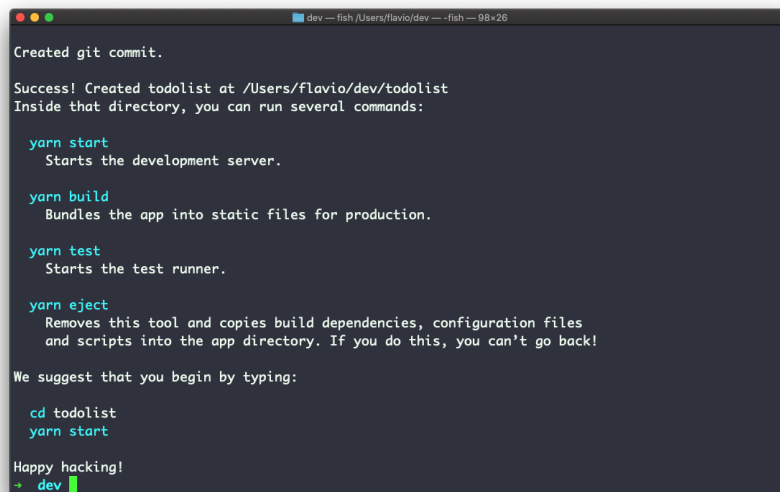 dev — fish /Users/flavio/dev — -fish — 98×26
Created git commit.
Success! Created todolist at /Users/flavio/dev/todolist
Inside that directory, you can run several commands:
yarn start
Starts the development server.
yarn build
Bundles the app into static files for production.
yarn test
Starts the test runner.
yarn eject
Removes this tool and copies build dependencies, configuration files
and scripts into the app directory. If you do this, you can’t go back!
We suggest that you begin by typing:
cd todolist
yarn start
Happy hacking!
→ dev